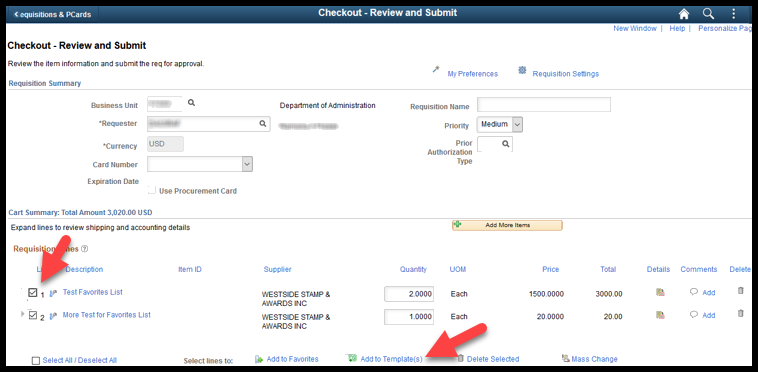 equisitions & PCards
Checkout - Review and Submit
New Window | Help | Personalize Pag
Checkout - Review and Submit
Review the item information and submit the req for approval.
My Preferences Requisition Settings
Requisition Summary
Business Unit Department of Administration Requisition Name
*Requester Priority Medium
*Currency USD Prior Authorization Type
Card Number
Expiration Date
Use Procurement Card
Cart Summary: Total Amount 3,020.00 USD
Expand lines to review shipping and accounting details Add More Items
Requisition
Description Item ID Supplier Quantity UOM Price Total Details Comments Delete
1 Test Favorites List WESTSIDE STAMP & AWARDS INC 2.0000 Each 1500.0000 3000.00 Add
2 More Test for Favorites List WESTSIDE STAMP & AWARDS INC 1.0000 Each 20.0000 20.00 Add
Select All / Deselect All Select lines to: Add to Favorites Add to Template(s) Delete Selected Mass Change